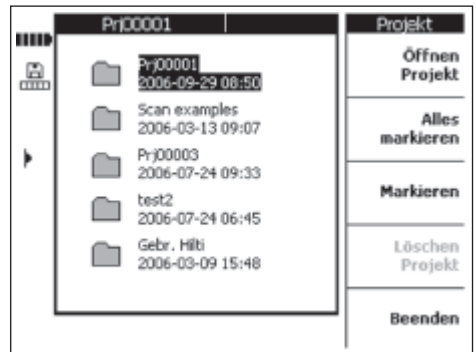 Prj00001
Projekt
Prj00001
2006-09-29 08:50
Scan examples
2006-03-13 09:07
Prj00003
2006-07-24 09:33
test2
2006-07-24 06:45
Gebr. Hilti
2006-03-09 15:48
Öffnen
Projekt
Alles
markieren
Markieren
Löschen
Projekt
Beenden